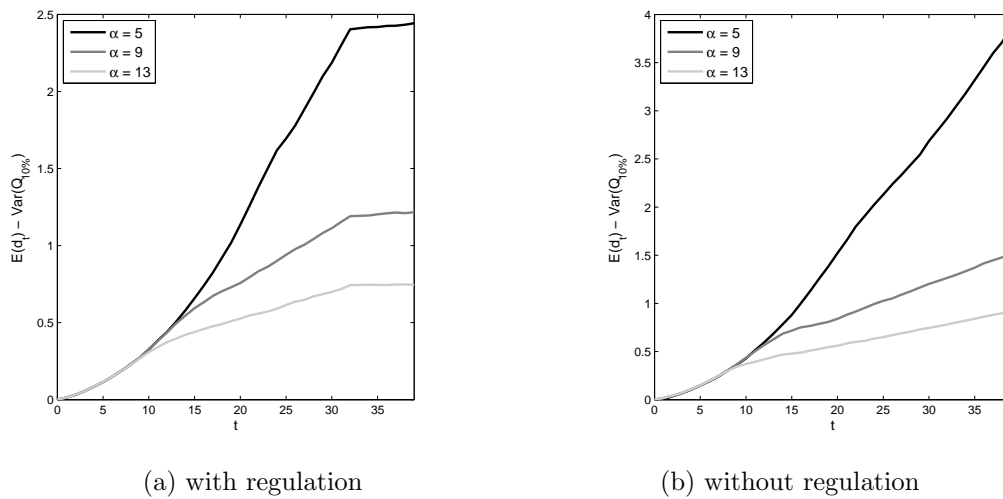 2.5
2
1.5
1
0.5
0
0 5 10 15 20 25 30 35
t
E(d_t) − Var(Q_10%)
α = 5
α = 9
α = 13
(a) with regulation
4
3.5
3
2.5
2
1.5
1
0.5
0
0 5 10 15 20 25 30 35
t
E(d_t) − Var(Q_10%)
α = 5
α = 9
α = 13
(b) without regulation